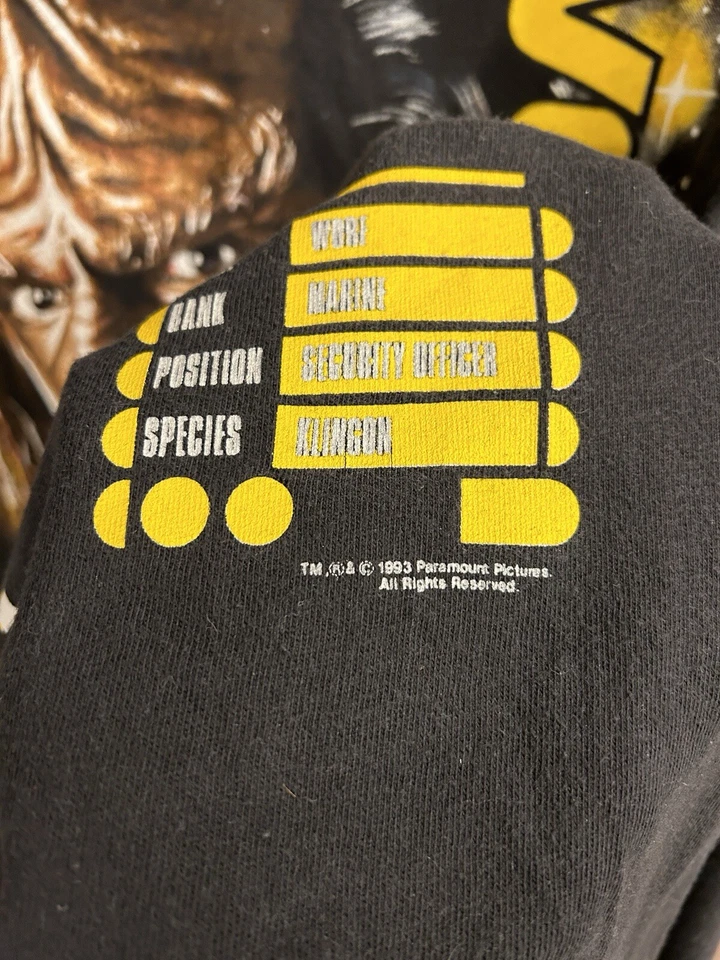 WORF
RANK MARINE
POSITION SECURITY OFFICER
SPECIES KLINGON
TM,®& © 1993 Paramount Pictures.
All Rights Reserved.